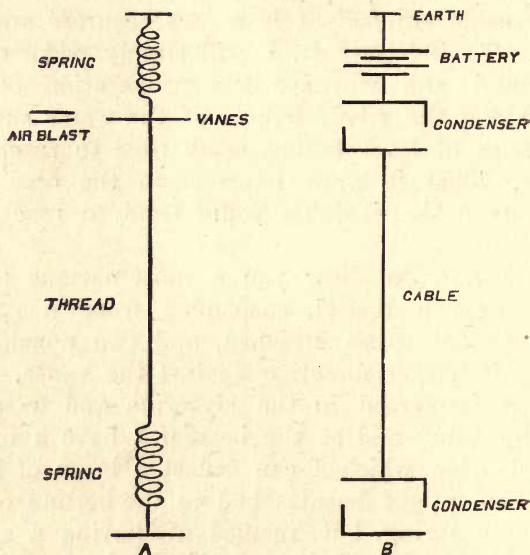 EARTH
SPRING
BATTERY
VANES
AIR BLAST
CONDENSER
THREAD
CABLE
SPRING
CONDENSER
A
B